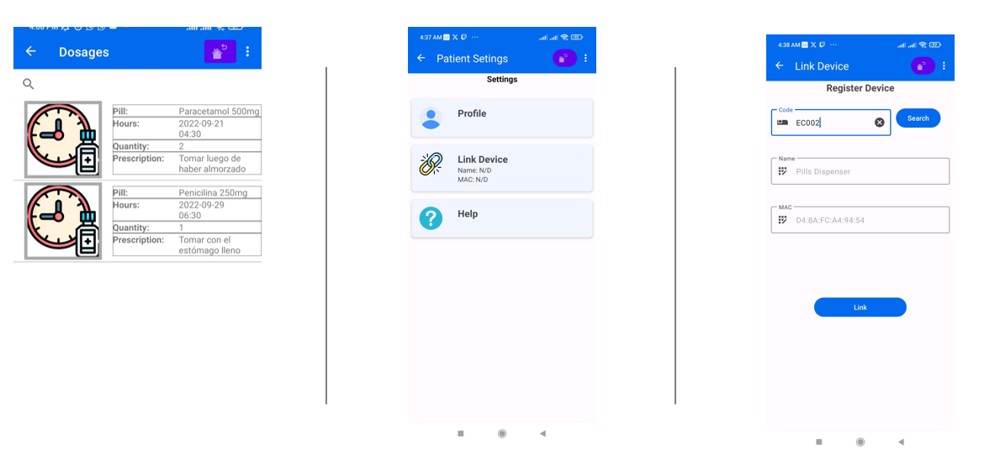 4:08 PM
Dosages
Pill: Paracetamol 500mg
Hours: 2022-09-21
04:30
Quantity: 2
Prescription: Tomar luego de
haber almorzado
Pill: Penicilina 250mg
Hours: 2022-09-29
06:30
Quantity: 1
Prescription: Tomar con el
estómago lleno
4:37 AM
Patient Setings
Settings
Profile
Link Device
Name: N/D
MAC: N/D
Help
4:38 AM
Link Device
Register Device
Code
EC002
Search
Name
Pills Dispenser
MAC
D4:8A:FC:A4:94:54
Link